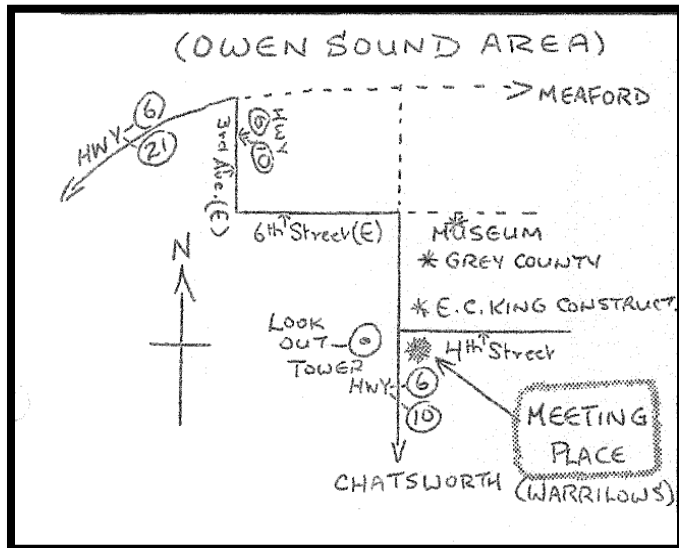 (OWEN SOUND AREA)
MEAFORD
HWY 6
21
HWY
6
10
3rd Ave.(E)
6th Street(E)
MUSEUM
GREY COUNTY
E.C. KING CONSTRUCT.
N
LOOK
OUT
TOWER
4th Street
HWY 6
10
MEETING
PLACE
CHATSWORTH
(WARRILOWS)